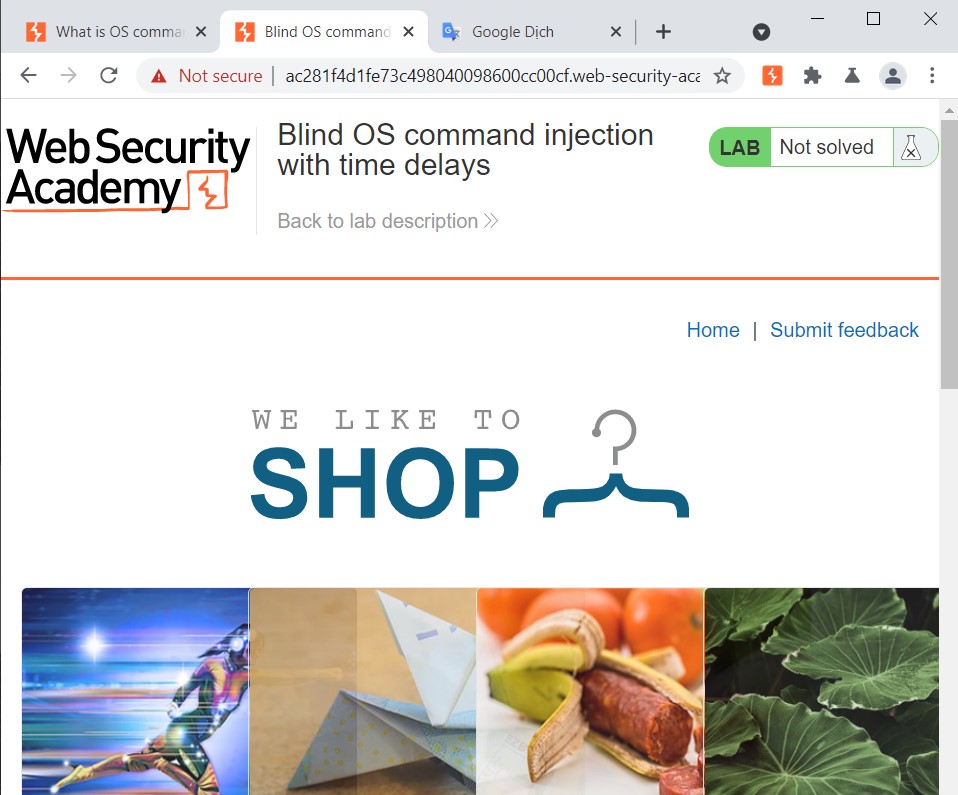 What is OS comma
Blind OS command
Google Dịch
Not secure
ac281f4d1fe73c498040098600cc00cf.web-security-aca
Web Security
Academy
Blind OS command injection
with time delays
Back to lab description
LAB
Not solved
Home | Submit feedback
WE LIKE TO
SHOP